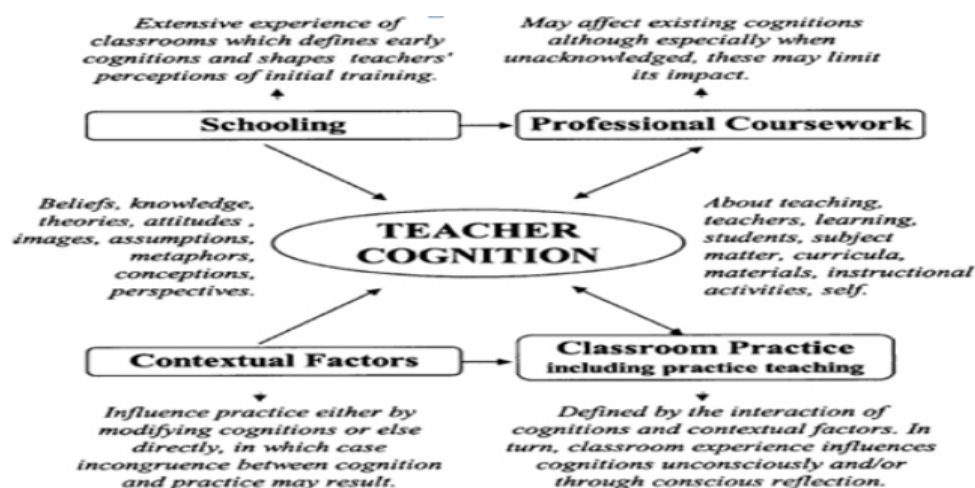 Extensive experience of
classrooms which defines early
cognitions and shapes teachers'
perceptions of initial training.
May affect existing cognitions
although especially when
unacknowledged, these may limit
its impact.
Schooling
Professional Coursework
Beliefs, knowledge,
theories, attitudes ,
images, assumptions,
metaphors,
conceptions,
perspectives.
TEACHER
COGNITION
About teaching,
teachers, learning,
students, subject
matter, curricula,
materials, instructional
activities, self.
Contextual Factors
Classroom Practice
including practice teaching
Influence practice either by
modifying cognitions or else
directly, in which case
incongruence between cognition
and practice may result.
Defined by the interaction of
cognitions and contextual factors. In
turn, classroom experience influences
cognitions unconsciously and/or
through conscious reflection.